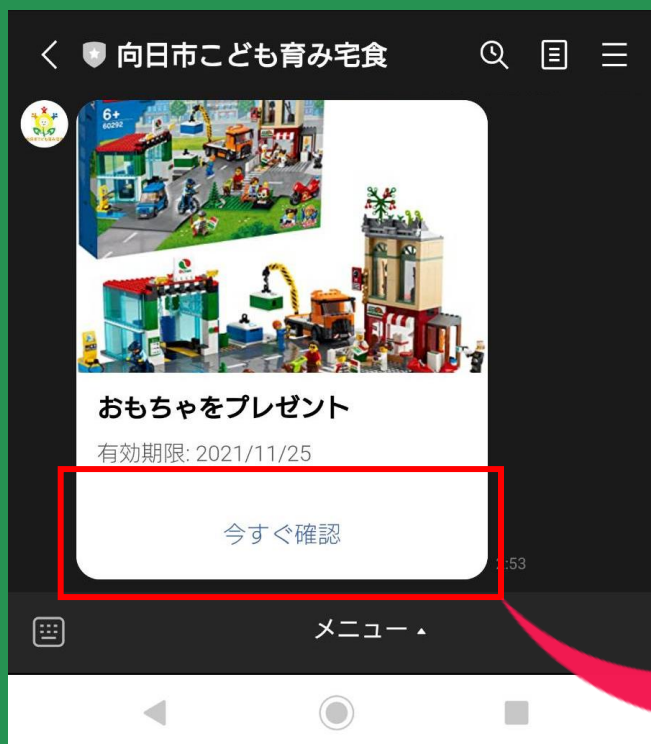 向日市こども育み宅食
6+
60292
おもちゃをプレゼント
有効期限: 2021/11/25
今すぐ確認
:53
メニュー